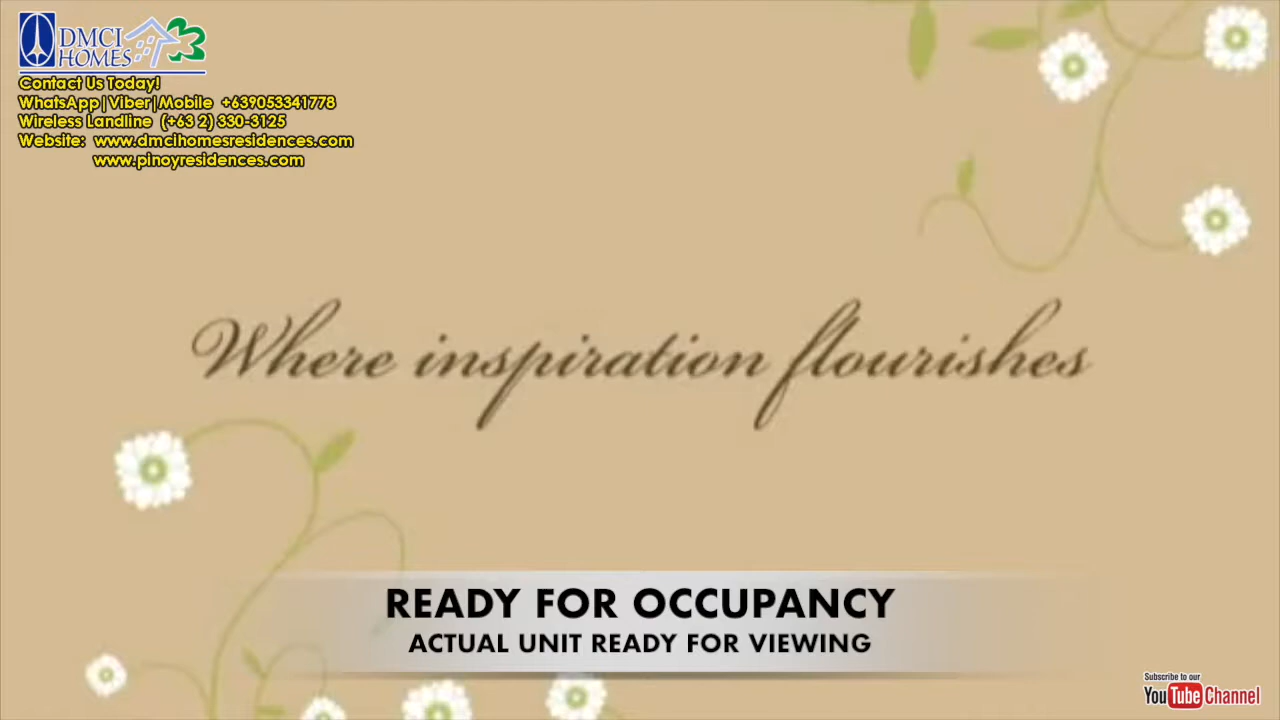 DMCI
HOMES
Contact Us Today!
WhatsApp|Viber|Mobile +639053341778
Wireless Landline (+63 2) 330-3125
Website: www.dmcihomesresidences.com
www.pinoyresidences.com
Where inspiration flourishes
READY FOR OCCUPANCY
ACTUAL UNIT READY FOR VIEWING
Subscribe to our
YouTube Channel